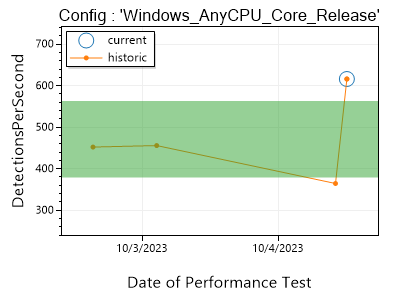 Config : 'Windows_AnyCPU_Core_Release'
current
historic
DetectionsPerSecond
700
600
500
400
300
10/3/2023
10/4/2023
Date of Performance Test